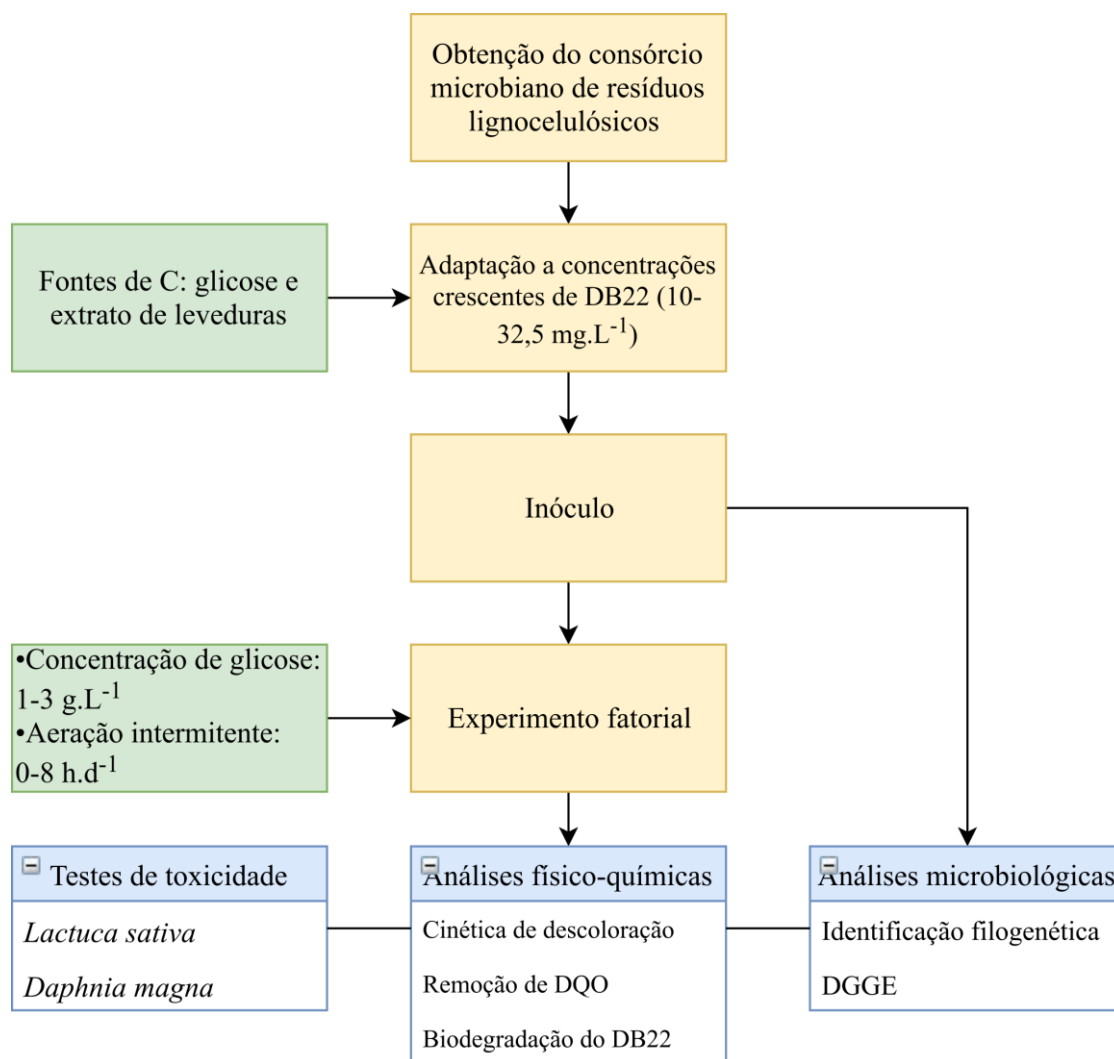 Obtenção do consórcio
microbiano de resíduos
lignocelulósicos
Fontes de C: glicose e
extrato de leveduras
Adaptação a concentrações
crescentes de DB22 (10-
32,5 mg.L⁻¹)
Inóculo
•Concentração de glicose:
1-3 g.L⁻¹
•Aeração intermitente:
0-8 h.d⁻¹
Experimento fatorial
Testes de toxicidade
Lactuca sativa
Daphnia magna
Análises físico-químicas
Cinética de descoloração
Remoção de DQO
Biodegradação do DB22
Análises microbiológicas
Identificação filogenética
DGGE